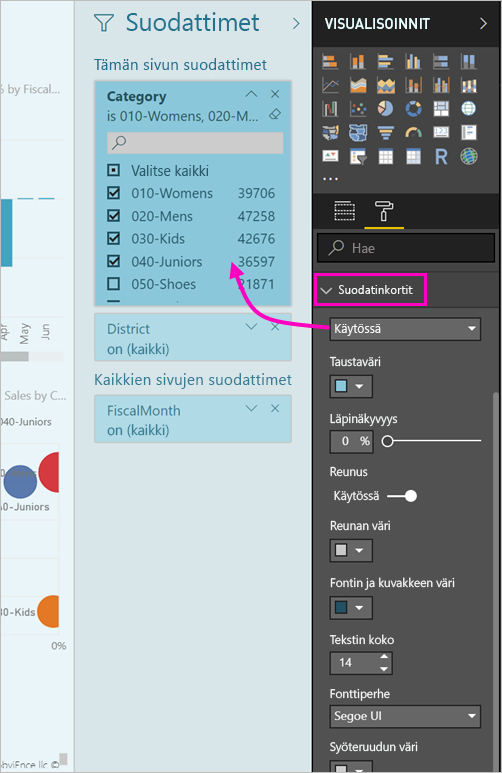 s by Fiscal...
Apr
May
Jun
Sales by C...
040-Juniors
-Juniors
30-Kids
0%
obviEnce llc ©
Suodattimet
Tämän sivun suodattimet
Category
is 010-Womens, 020-M...
Valitse kaikki
010-Womens 39706
020-Mens 47258
030-Kids 42676
040-Juniors 36597
050-Shoes 21871
District
on (kaikki)
Kaikkien sivujen suodattimet
FiscalMonth
on (kaikki)
VISUALISOINNIT
R
...
Hae
Suodatinkortit
Käytössä
Taustaväri
Läpinäkyvyys
0 %
Reunus
Käytössä
Reunan väri
Fontin ja kuvakkeen väri
Tekstin koko
14
Fonttiperhe
Segoe UI
Syöteruudun väri